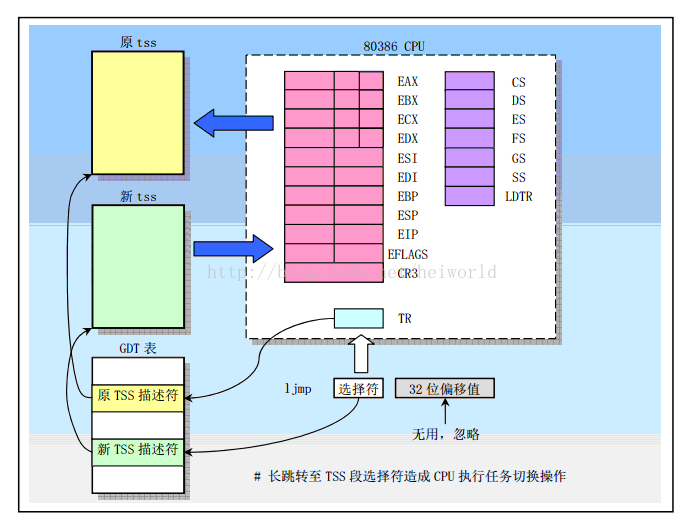 原 tss
80386 CPU
EAX
EBX
ECX
EDX
ESI
EDI
EBP
ESP
EIP
EFLAGS
CR3
CS
DS
ES
FS
GS
SS
LDTR
新 tss
TR
GDT 表
原 TSS 描述符
新 TSS 描述符
ljmp
选择符
32 位偏移值
无用，忽略
# 长跳转至 TSS 段选择符造成 CPU 执行任务切换操作